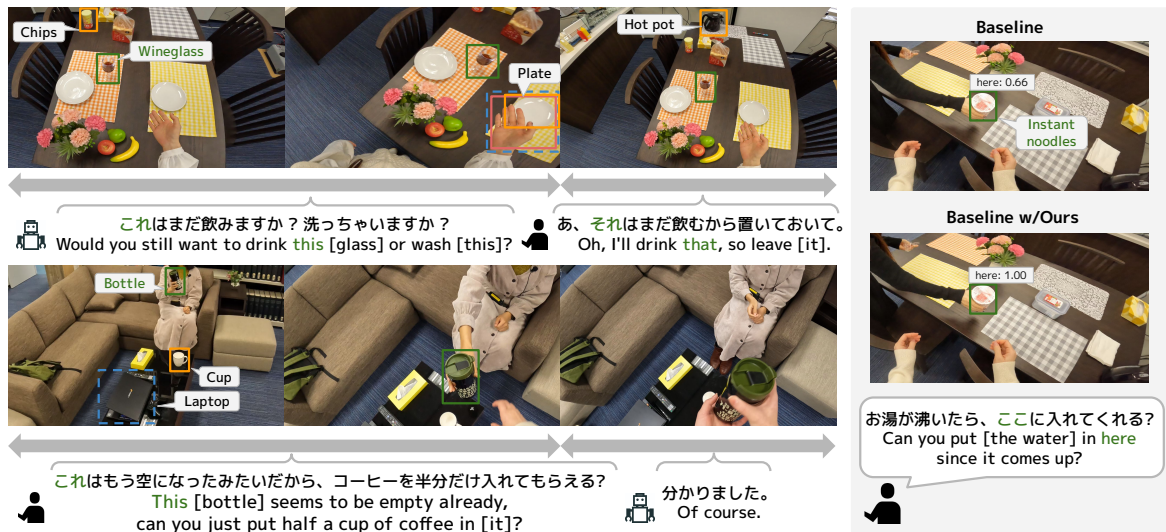 Chips
Wineglass
Plate
Hot pot
これはまだ飲みますか？洗っちゃいますか？
Would you still want to drink this [glass] or wash [this]?
あ、それはまだ飲むから置いておいて。
Oh, I'll drink that, so leave [it].
Bottle
Cup
Laptop
これはもう空になったみたいだから、コーヒーを半分だけ入れてもらえる?
This [bottle] seems to be empty already,
can you just put half a cup of coffee in [it]?
分かりました。
Of course.
Baseline
here: 0.66
Instant
noodles
Baseline w/Ours
here: 1.00
お湯が沸いたら、ここに入れてくれる?
Can you put [the water] in here
since it comes up?